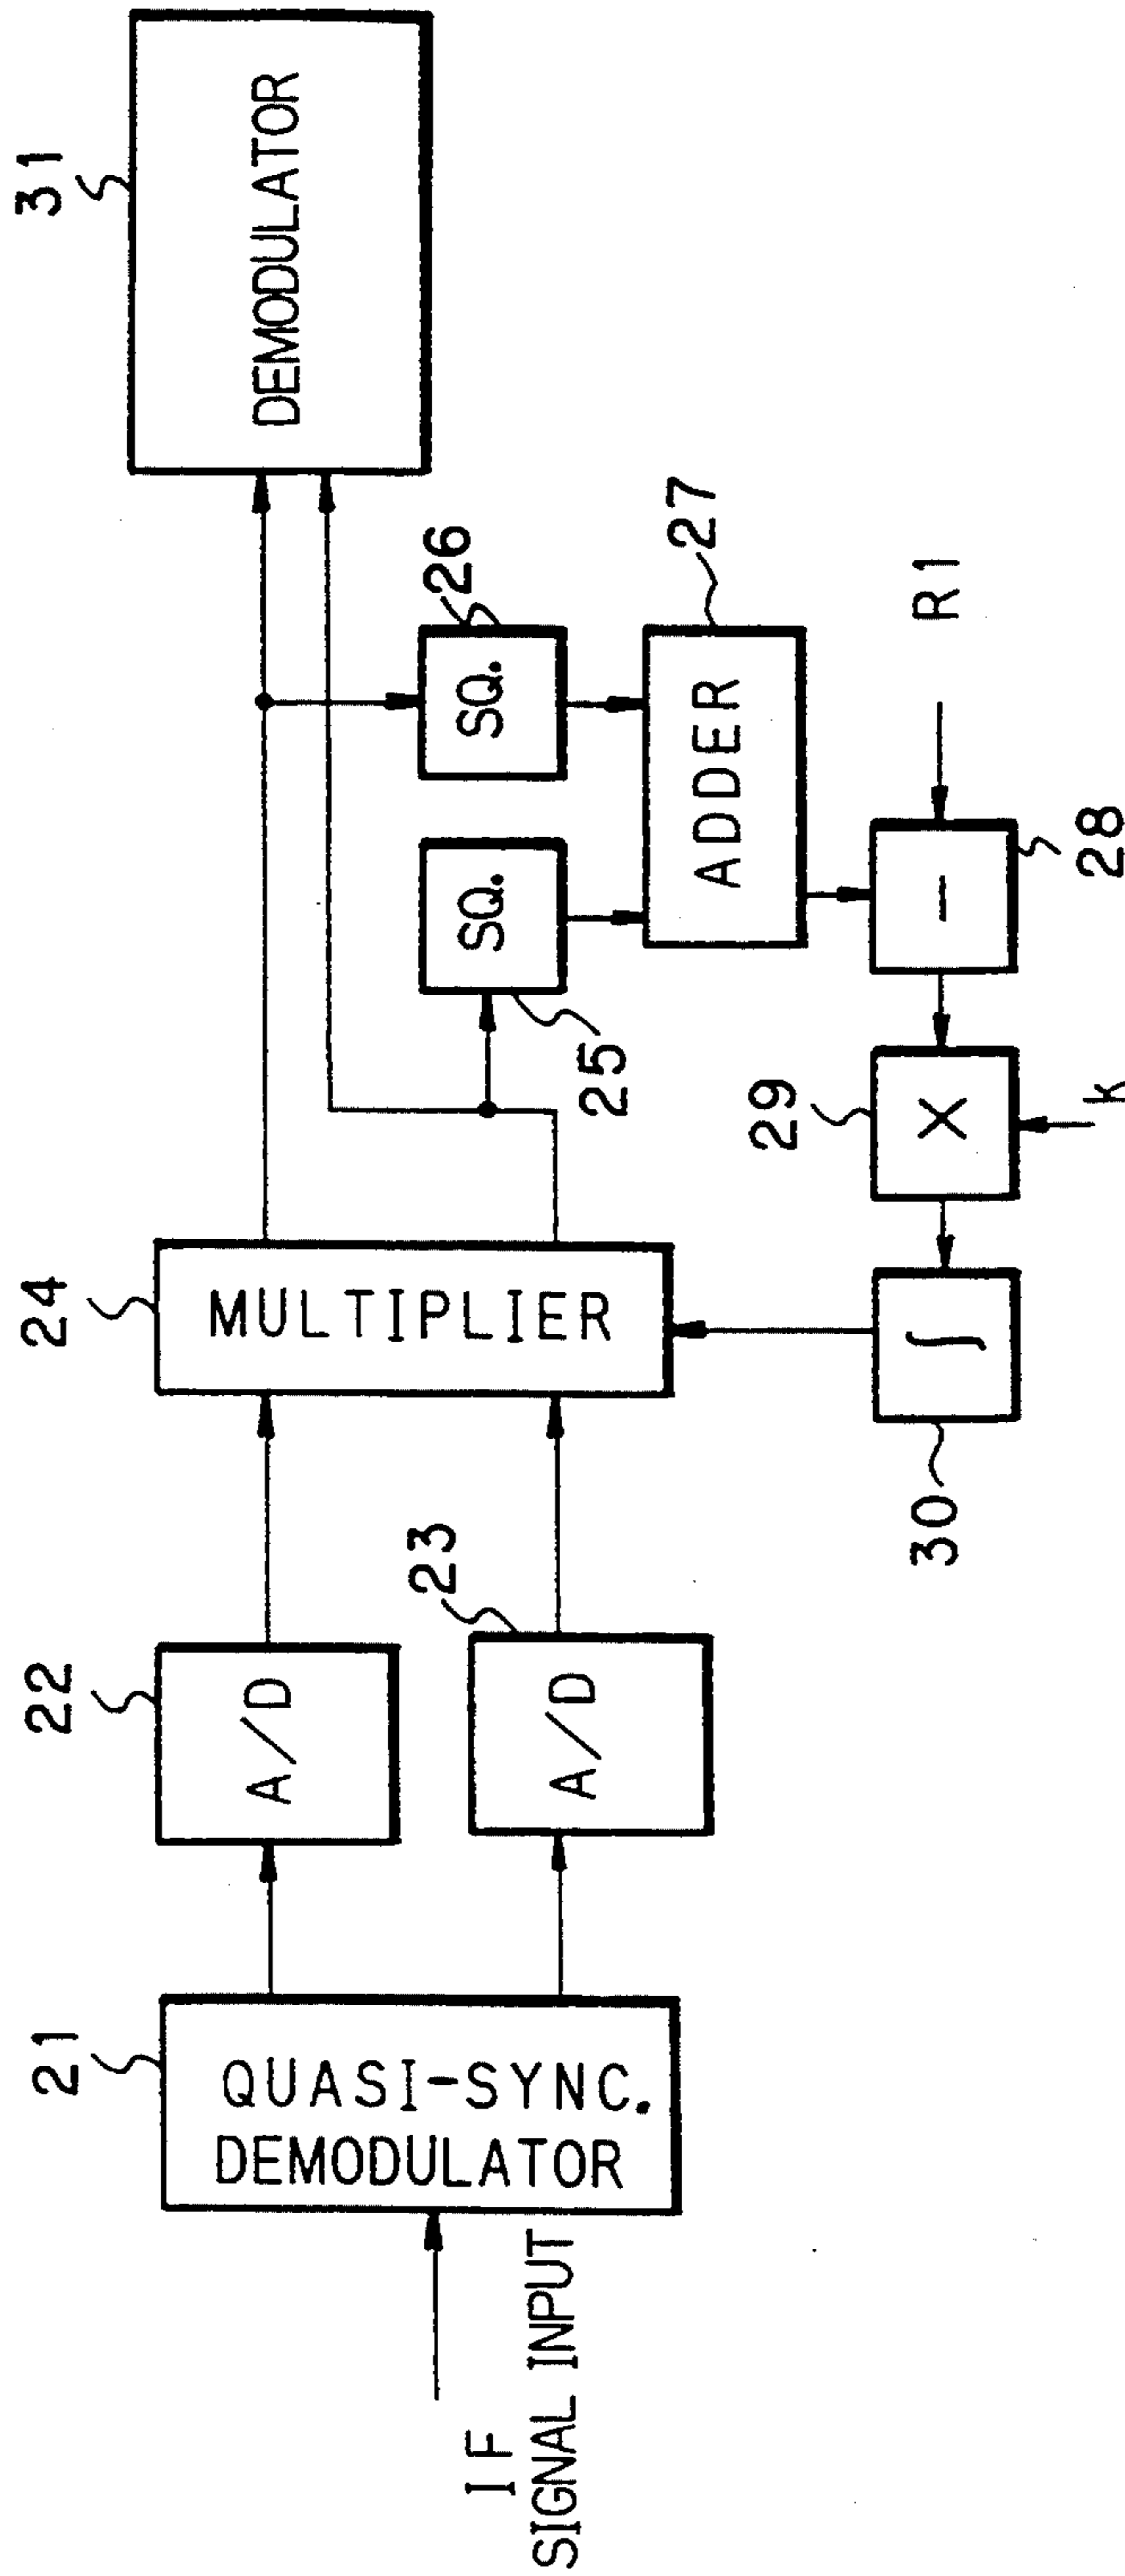 IF
SIGNAL INPUT
21
QUASI-SYNC.
DEMODULATOR
22
A/D
23
A/D
24
MULTIPLIER
25
SQ.
26
SQ.
27
ADDER
R1
28
−
29
X
k
30
∫
31
DEMODULATOR